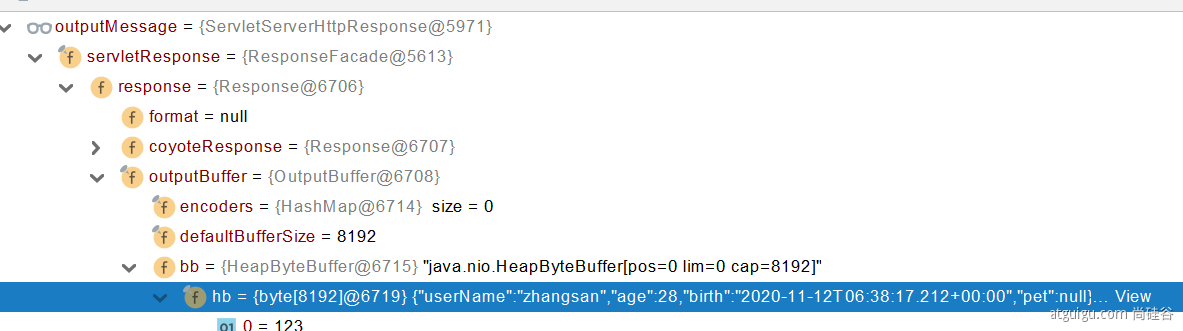 outputMessage = {ServletServerHttpResponse@5971}
servletResponse = {ResponseFacade@5613}
response = {Response@6706}
format = null
coyoteResponse = {Response@6707}
outputBuffer = {OutputBuffer@6708}
encoders = {HashMap@6714} size = 0
defaultBufferSize = 8192
bb = {HeapByteBuffer@6715} "java.nio.HeapByteBuffer[pos=0 lim=0 cap=8192]"
hb = {byte[8192]@6719} {"userName":"zhangsan","age":28,"birth":"2020-11-12T06:38:17.212+00:00","pet":null}... View
0 = 123
atguigu.com 尚硅谷